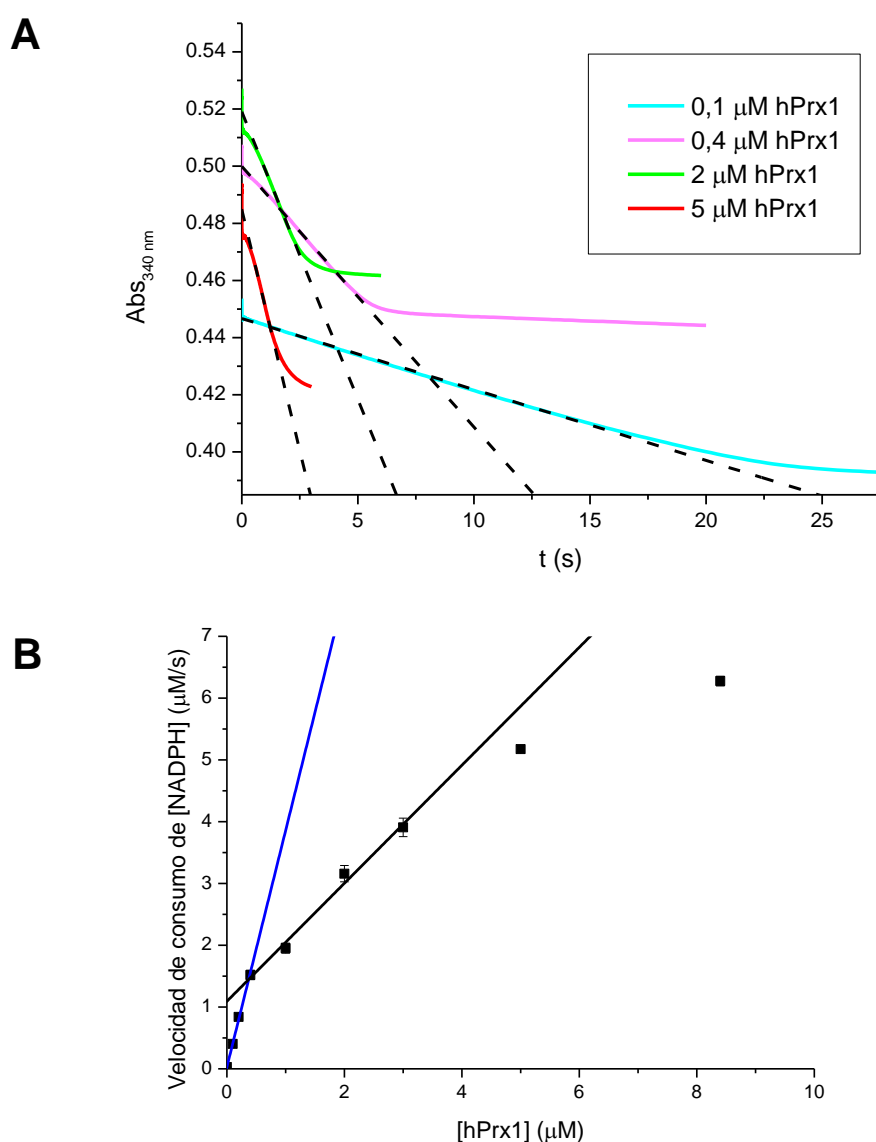 A
0.54
0.52
0.50
0.48
0.46
0.44
0.42
0.40
Abs340 nm
0
5
10
15
20
25
t (s)
0,1 μM hPrx1
0,4 μM hPrx1
2 μM hPrx1
5 μM hPrx1
B
7
6
5
4
3
2
1
0
Velocidad de consumo de [NADPH] (μM/s)
0
2
4
6
8
10
[hPrx1] (μM)